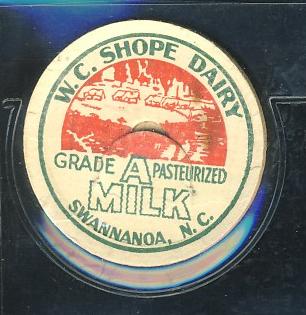 W.C. SHOPE DAIRY
GRADE A PASTEURIZED
MILK
SWANNANOA, N.C.